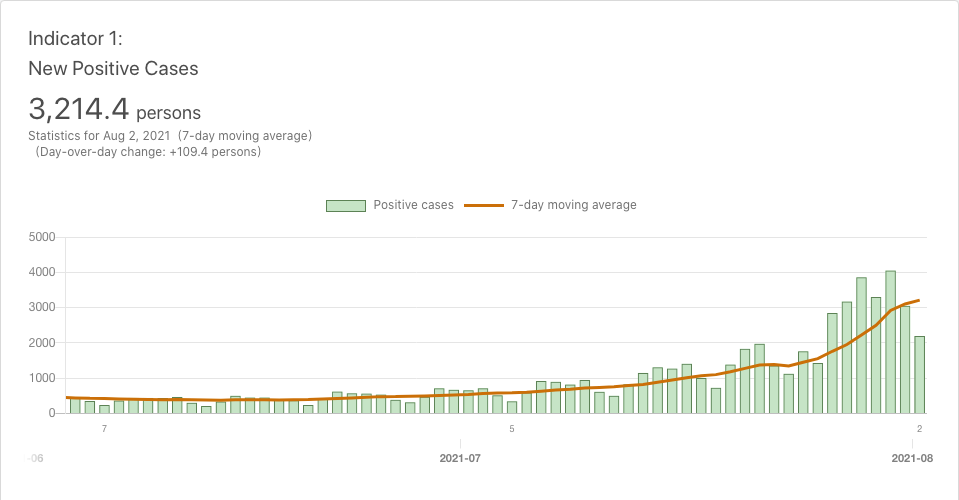 Indicator 1:
New Positive Cases
3,214.4 persons
Statistics for Aug 2, 2021 (7-day moving average)
(Day-over-day change: +109.4 persons)
Positive cases 7-day moving average
5000
4000
3000
2000
1000
0
7 5 2
-06 2021-07 2021-08